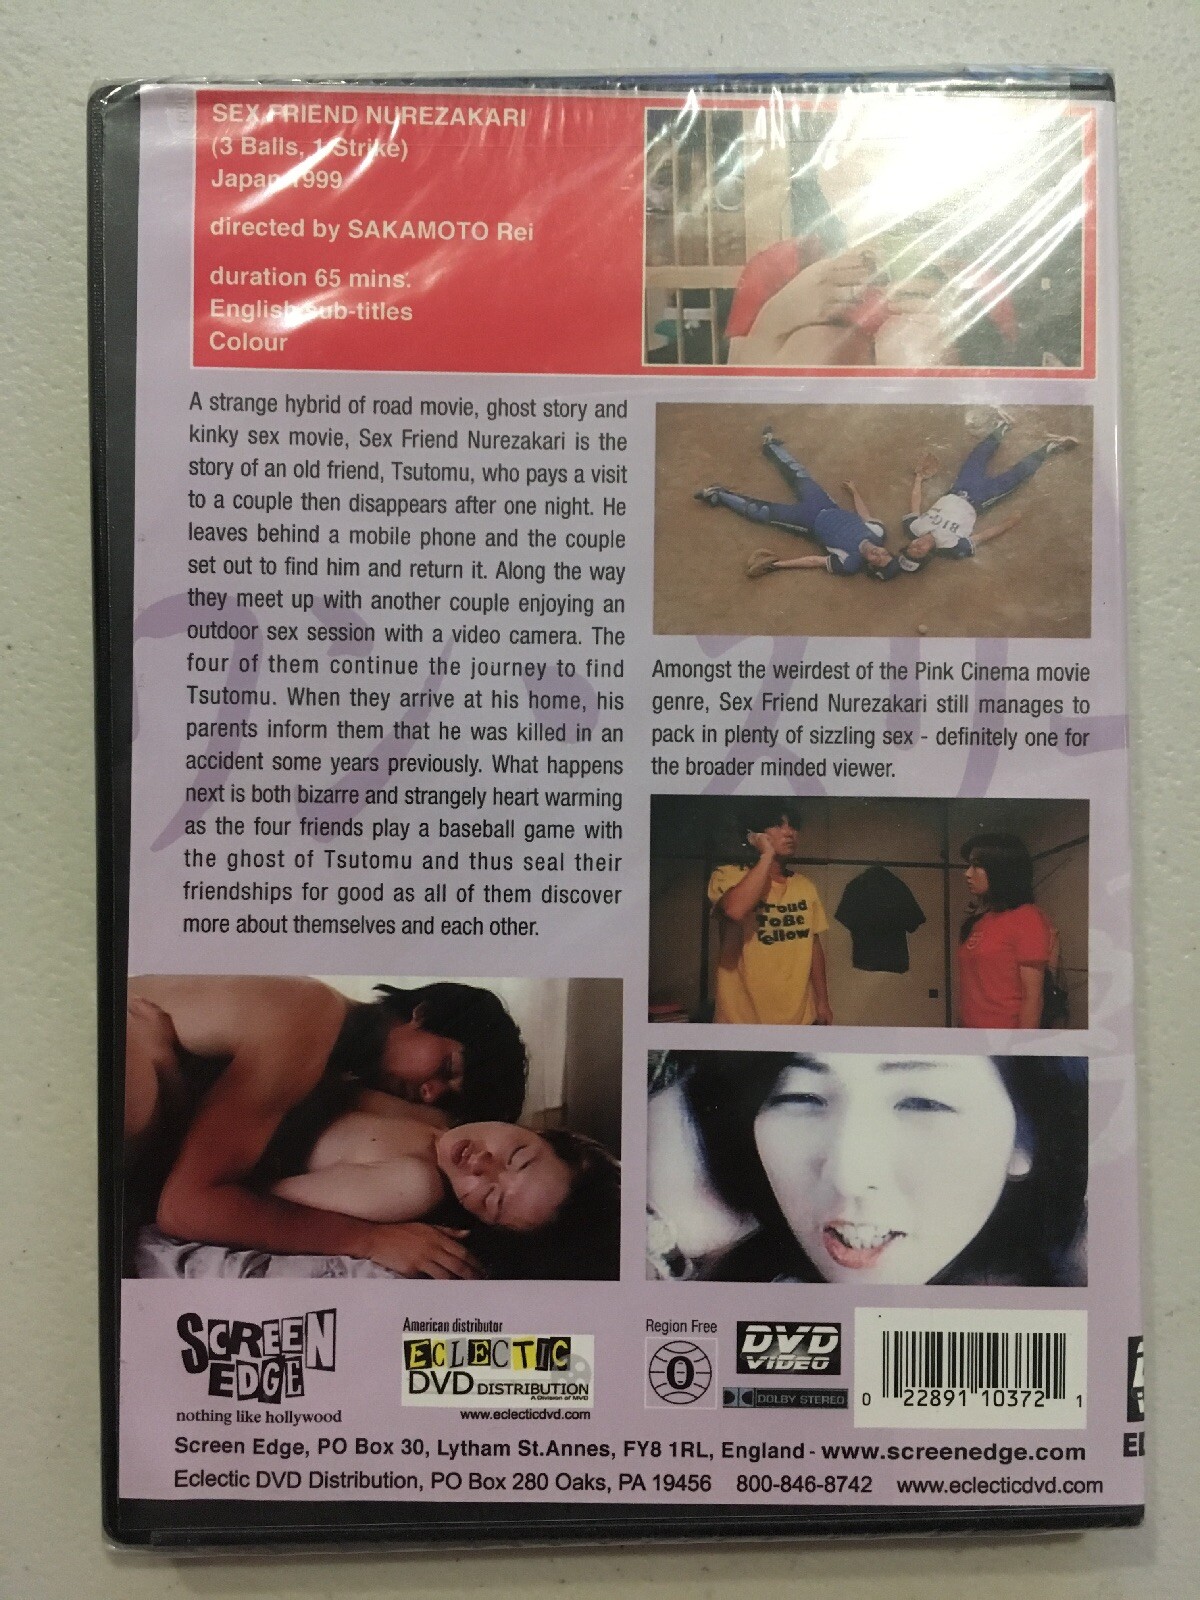 SEX FRIEND NUREZAKARI
(3 Balls, 1 Strike)
Japan 1999
directed by SAKAMOTO Rei
duration 65 mins.
English sub-titles
Colour
A strange hybrid of road movie, ghost story and
kinky sex movie, Sex Friend Nurezakari is the
story of an old friend, Tsutomu, who pays a visit
to a couple then disappears after one night. He
leaves behind a mobile phone and the couple
set out to find him and return it. Along the way
they meet up with another couple enjoying an
outdoor sex session with a video camera. The
four of them continue the journey to find
Tsutomu. When they arrive at his home, his
parents inform them that he was killed in an
accident some years previously. What happens
next is both bizarre and strangely heart warming
as the four friends play a baseball game with
the ghost of Tsutomu and thus seal their
friendships for good as all of them discover
more about themselves and each other.
Amongst the weirdest of the Pink Cinema movie
genre, Sex Friend Nurezakari still manages to
pack in plenty of sizzling sex - definitely one for
the broader minded viewer.
Proud
ToBe
Yellow
SCREEN
EDGE
nothing like hollywood
American distributor
ECLECTIC
DVD DISTRIBUTION
A Division of MVD
www.eclecticdvd.com
Region Free
0
DVD
VIDEO
DOLBY STEREO
0 22891 10372 1
Screen Edge, PO Box 30, Lytham St.Annes, FY8 1RL, England - www.screenedge.com
Eclectic DVD Distribution, PO Box 280 Oaks, PA 19456 800-846-8742 www.eclecticdvd.com